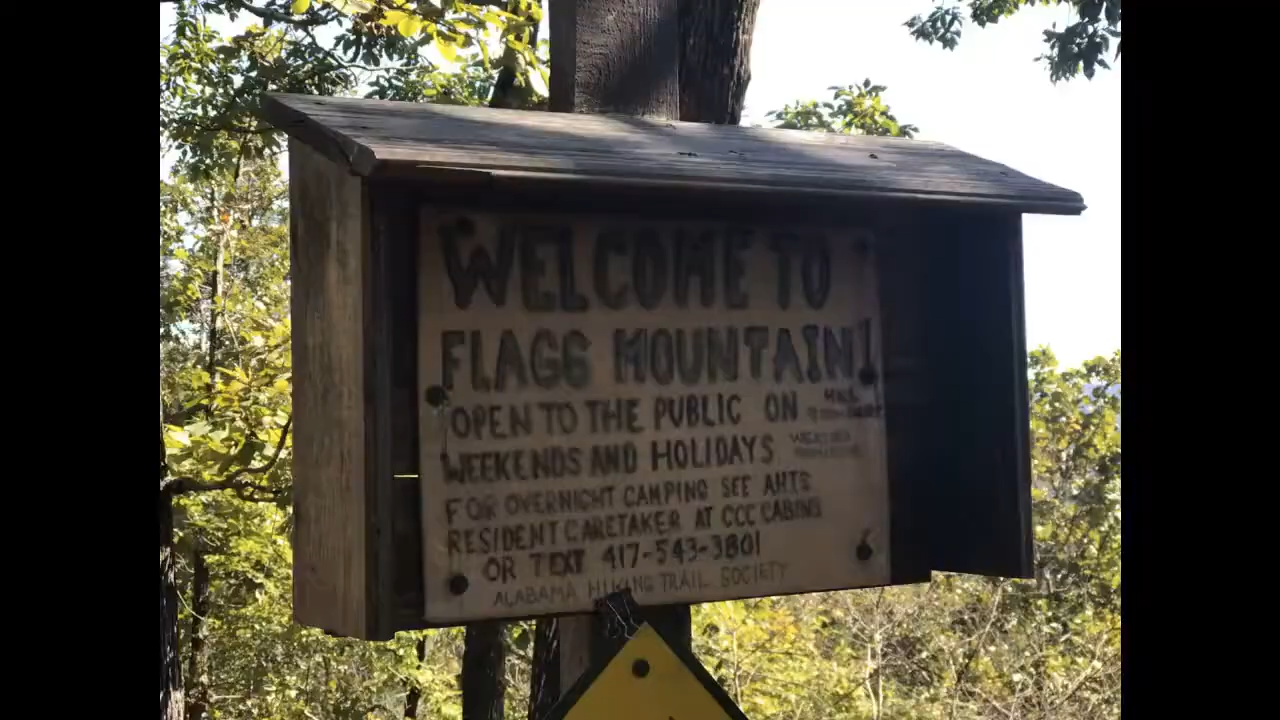 WELCOME TO
FLAGG MOUNTAIN!
OPEN TO THE PUBLIC ON
WEEKENDS AND HOLIDAYS
FOR OVERNIGHT CAMPING SEE AHTS
RESIDENT CARETAKER AT CCC CABINS
OR TEXT 417-543-3801
ALABAMA HIKING TRAIL SOCIETY